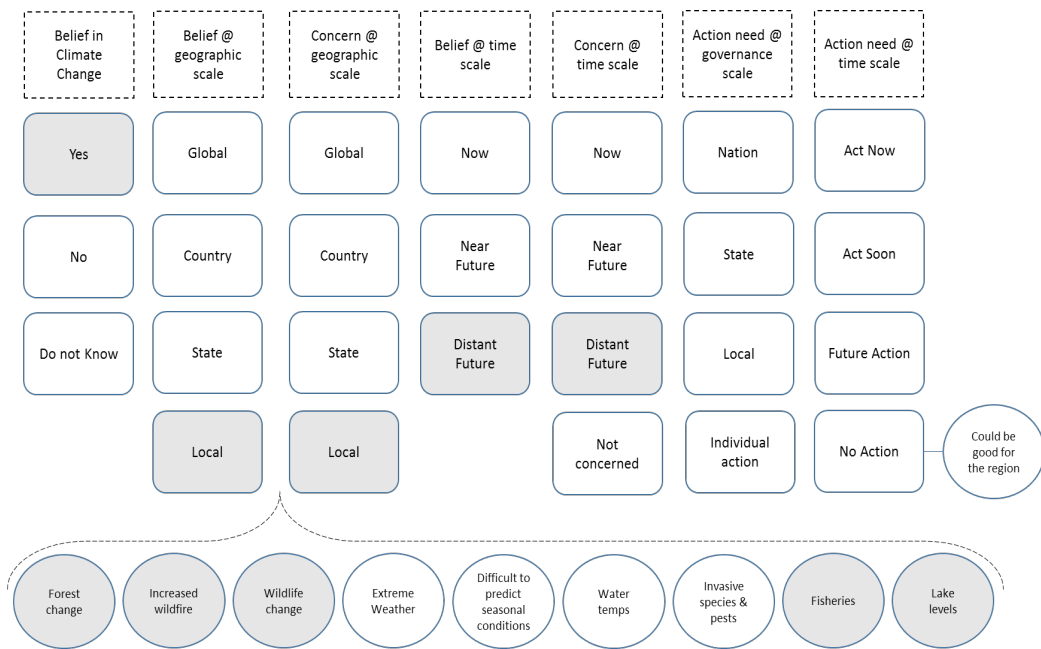 Belief in
Climate
Change
Belief @
geographic
scale
Concern @
geographic
scale
Belief @ time
scale
Concern @
time scale
Action need @
governance
scale
Action need @
time scale
Yes
Global
Global
Now
Now
Nation
Act Now
No
Country
Country
Near
Future
Near
Future
State
Act Soon
Do not Know
State
State
Distant
Future
Distant
Future
Local
Future Action
Local
Local
Not
concerned
Individual
action
No Action
Could be
good for
the region
Forest
change
Increased
wildfire
Wildlife
change
Extreme
Weather
Difficult to
predict
seasonal
conditions
Water
temps
Invasive
species &
pests
Fisheries
Lake
levels